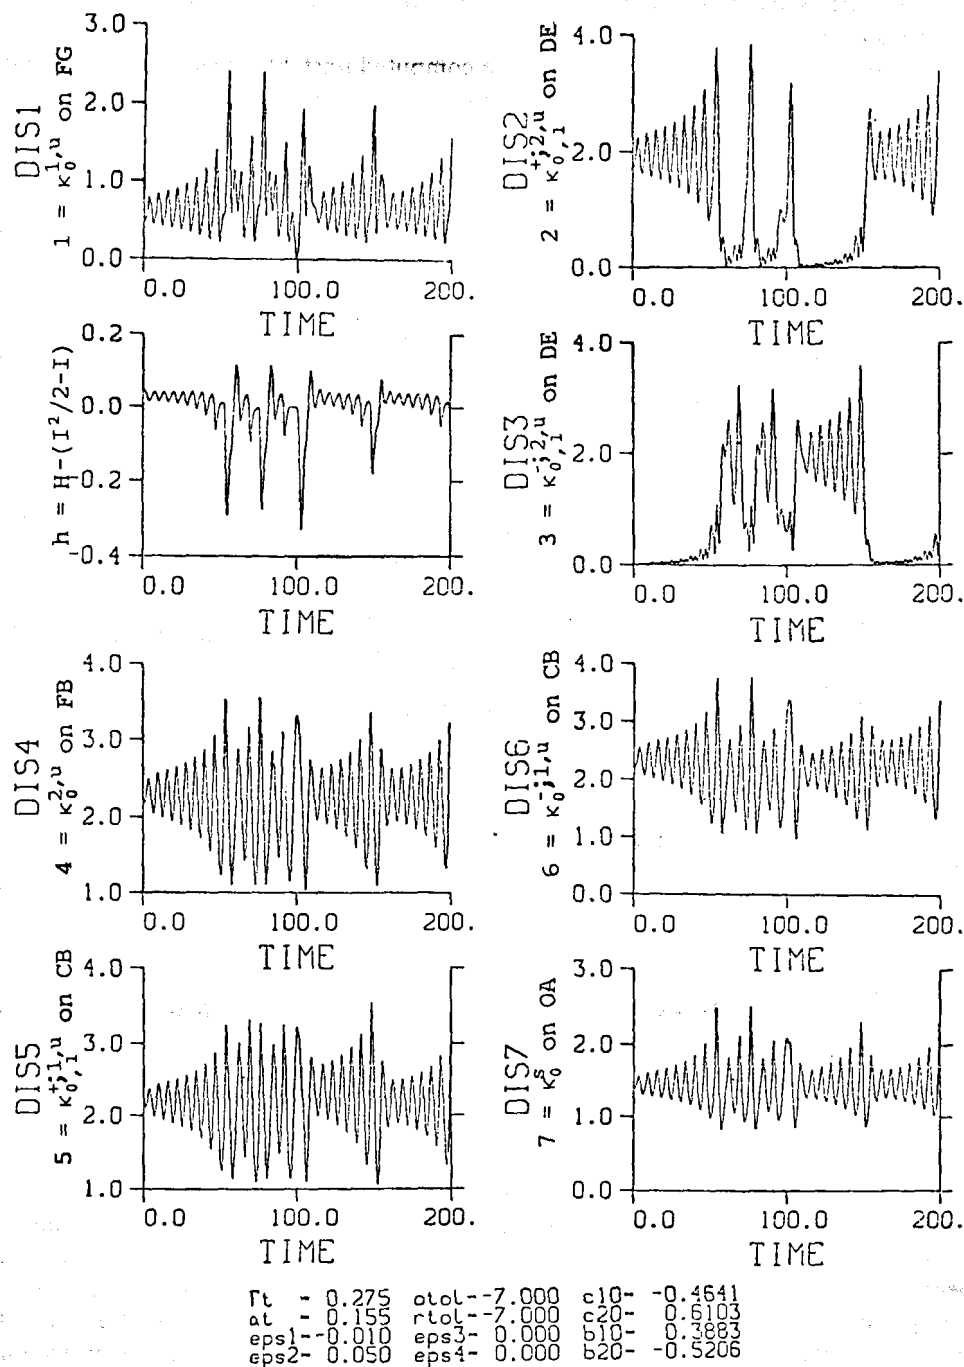 computed
3.0
2.0
1.0
0.0
DIS1
1 = κ₀¹,ᵘ on FG
0.0 100.0 200.
TIME
4.0
2.0
0.0
DIS2
2 = κ₀,₁⁺;²,ᵘ on DE
0.0 100.0 200.
TIME
0.2
0.0
-0.2
-0.4
h = H-(I²/2-I)
0.0 100.0 200.
TIME
4.0
2.0
0.0
DIS3
3 = κ₀,₁⁻;²,ᵘ on DE
0.0 100.0 200.
TIME
4.0
3.0
2.0
1.0
DIS4
4 = κ₀²,ᵘ on FB
0.0 100.0 200.
TIME
4.0
3.0
2.0
1.0
0.0
DIS6
6 = κ₀⁻;¹,ᵘ on CB
0.0 100.0 200.
TIME
4.0
3.0
2.0
1.0
DIS5
5 = κ₀,₁⁺;¹,ᵘ on CB
0.0 100.0 200.
TIME
3.0
2.0
1.0
0.0
DIS7
7 = κ₀ˢ on OA
0.0 100.0 200.
TIME
Γt - 0.275 atol--7.000 c10- -0.4641
at - 0.155 rtol--7.000 c20- 0.6103
eps1--0.010 eps3- 0.000 b10- 0.3883
eps2- 0.050 eps4- 0.000 b20- -0.5206